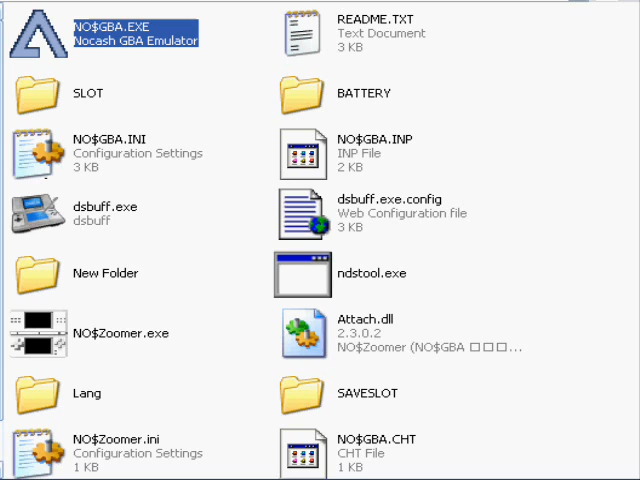 NO$GBA.EXE
Nocash GBA Emulator
README.TXT
Text Document
3 KB
SLOT
BATTERY
NO$GBA.INI
Configuration Settings
3 KB
NO$GBA.INP
INP File
2 KB
dsbuff.exe
dsbuff
dsbuff.exe.config
Web Configuration file
3 KB
New Folder
ndstool.exe
NO$Zoomer.exe
Attach.dll
2.3.0.2
NO$Zoomer (NO$GBA □□□...
Lang
SAVESLOT
NO$Zoomer.ini
Configuration Settings
1 KB
NO$GBA.CHT
CHT File
1 KB